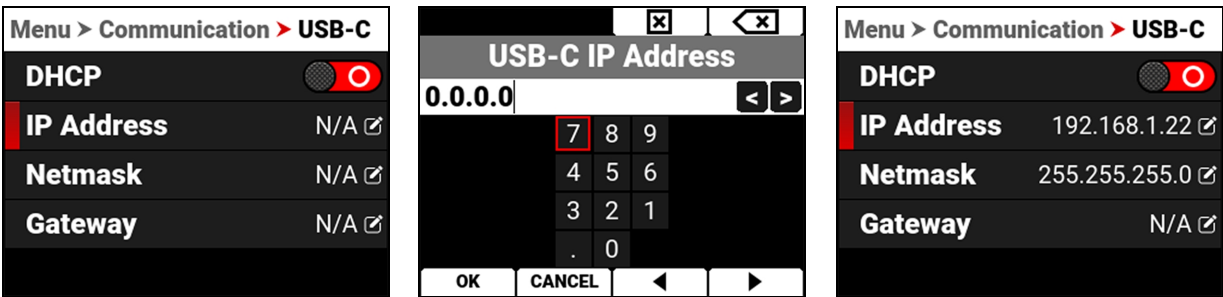 Menu > Communication > USB-C
DHCP
IP Address N/A
Netmask N/A
Gateway N/A
USB-C IP Address
0.0.0.0 < >
7 8 9
4 5 6
3 2 1
. 0
OK CANCEL ◀ ▶
Menu > Communication > USB-C
DHCP
IP Address 192.168.1.22
Netmask 255.255.255.0
Gateway N/A